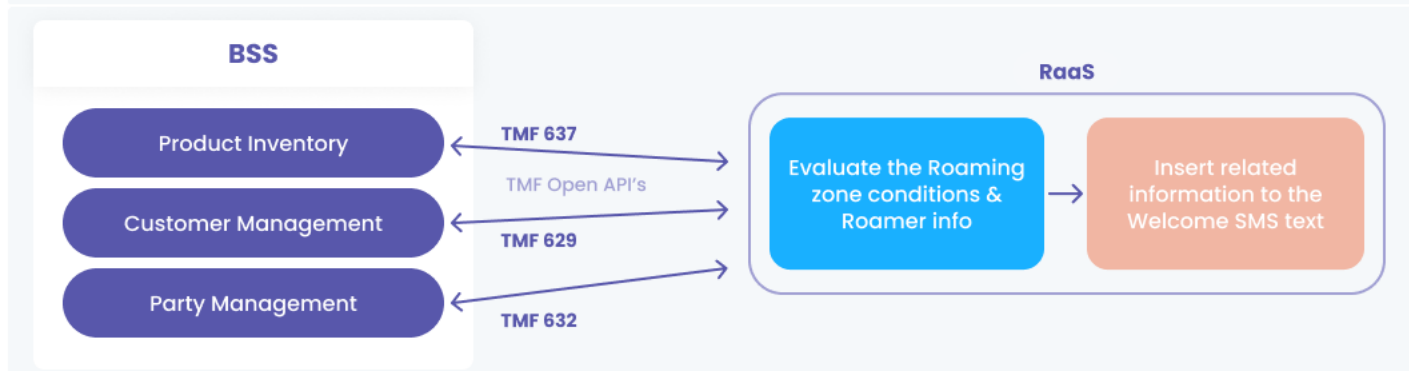 BSS
Product Inventory
Customer Management
Party Management
TMF 637
TMF Open API's
TMF 629
TMF 632
RaaS
Evaluate the Roaming
zone conditions &
Roamer info
Insert related
information to the
Welcome SMS text